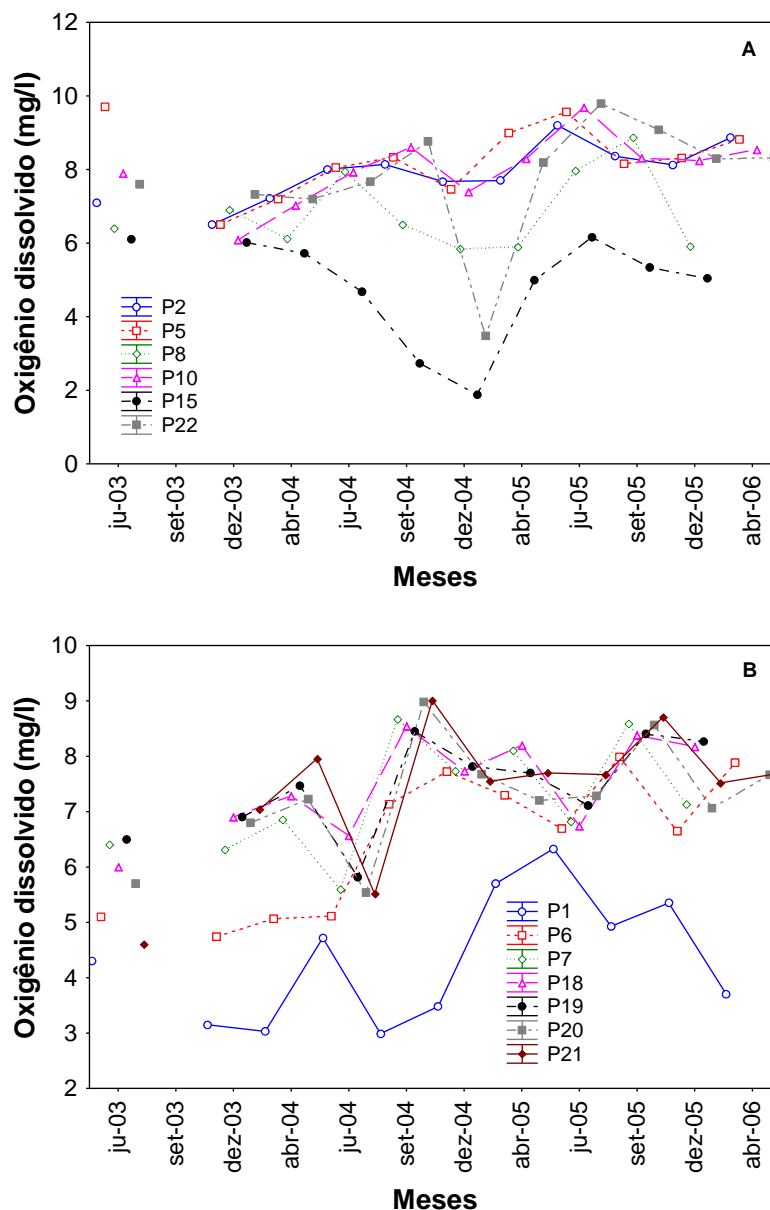 12
A
10
8
6
4
2
0
Oxigênio dissolvido (mg/l)
P2
P5
P8
P10
P15
P22
ju-03
set-03
dez-03
abr-04
jul-04
set-04
dez-04
abr-05
ju-05
set-05
dez-05
abr-06
Meses
10
B
9
8
7
6
5
4
3
2
Oxigênio dissolvido (mg/l)
P1
P6
P7
P18
P19
P20
P21
ju-03
set-03
dez-03
abr-04
jul-04
set-04
dez-04
abr-05
ju-05
set-05
dez-05
abr-06
Meses